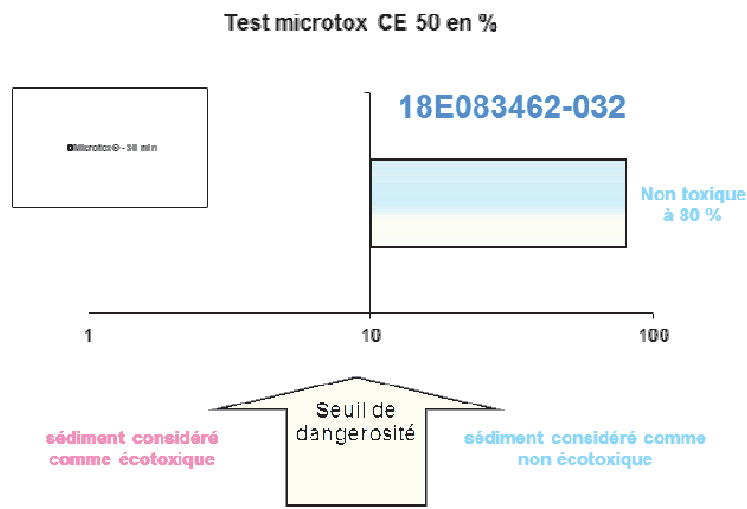 Test microtox CE 50 en %
18E083462-032
Microtox®- 30 min
Non toxique
à 80 %
1
10
100
Seuil de
dangerosité
sédiment considéré
comme écotoxique
sédiment considéré comme
non écotoxique